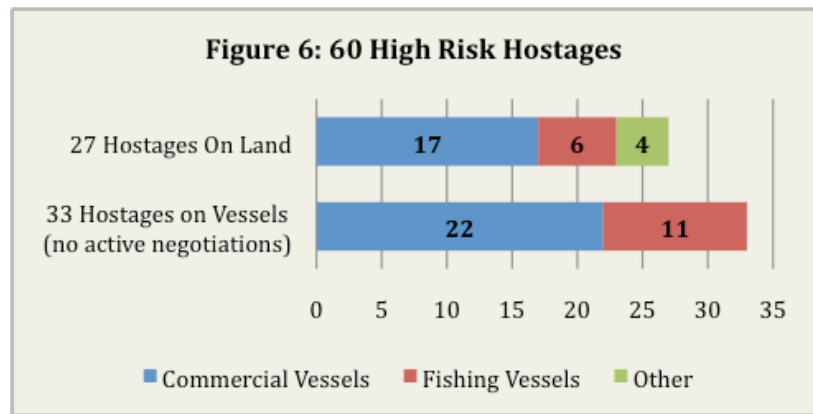 Figure 6: 60 High Risk Hostages
27 Hostages On Land
17 6 4
33 Hostages on Vessels
(no active negotiations)
22 11
0 5 10 15 20 25 30 35
Commercial Vessels Fishing Vessels Other